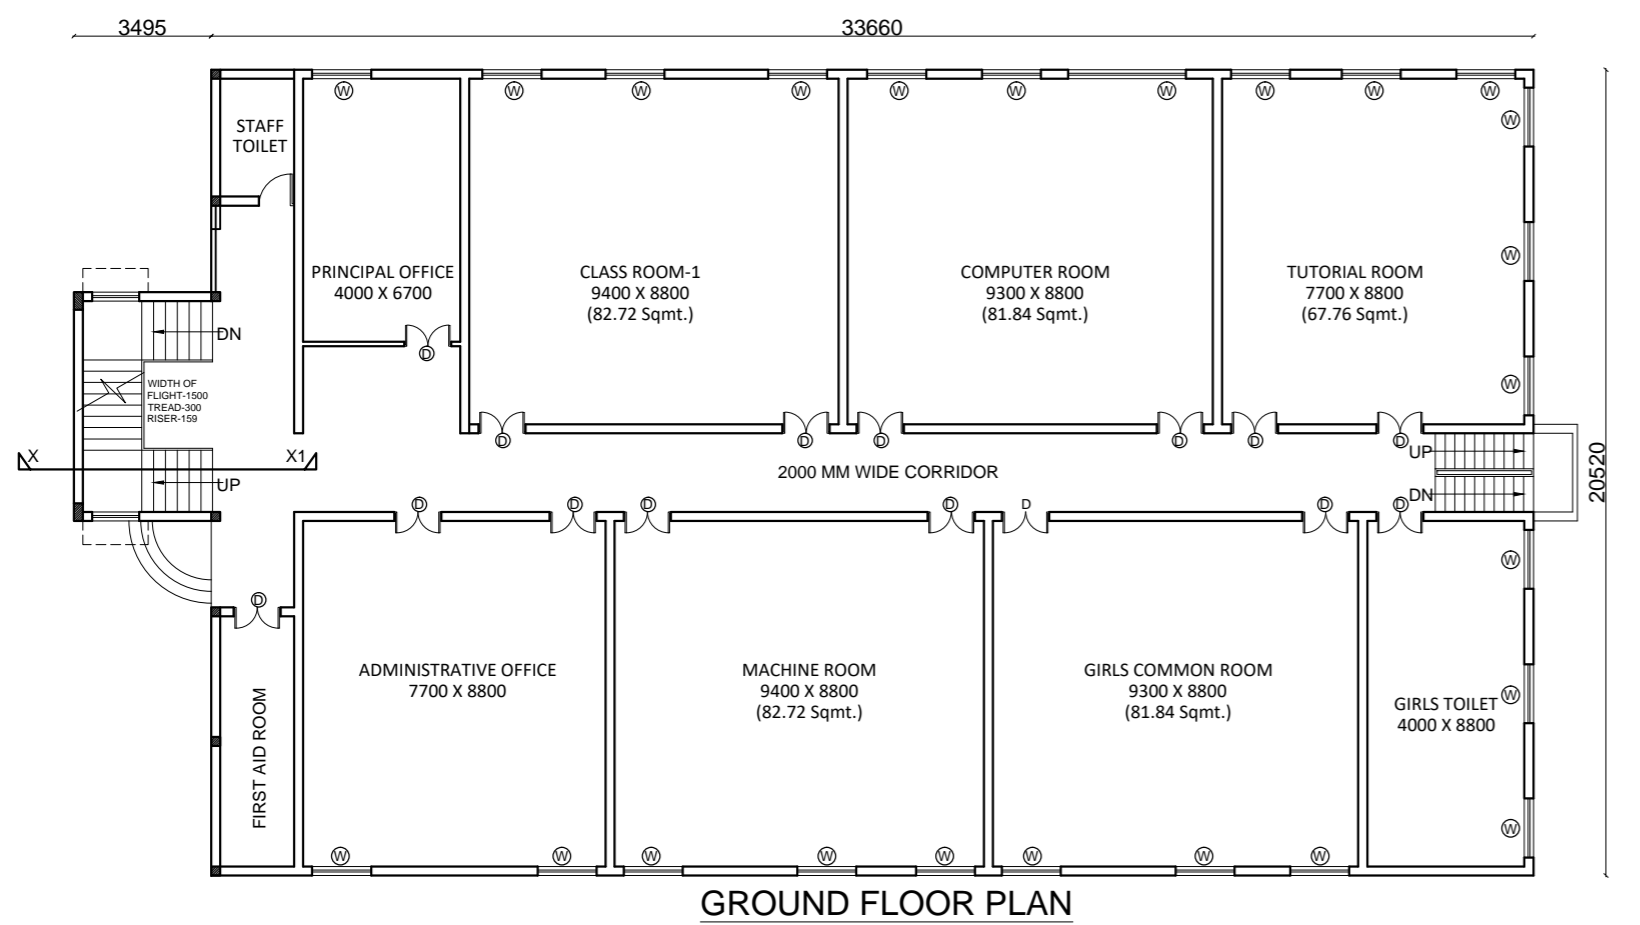 3495
33660
W
W
W
W
W
W
W
W
W
W
W
STAFF
TOILET
PRINCIPAL OFFICE
4000 X 6700
CLASS ROOM-1
9400 X 8800
(82.72 Sqmt.)
COMPUTER ROOM
9300 X 8800
(81.84 Sqmt.)
TUTORIAL ROOM
7700 X 8800
(67.76 Sqmt.)
W
DN
D
WIDTH OF
FLIGHT-1500
TREAD-300
RISER-159
W
D
D
D
D
D
D
X
X1
UP
2000 MM WIDE CORRIDOR
UP
DN
20520
D
D
D
D
D
D
D
W
D
ADMINISTRATIVE OFFICE
7700 X 8800
MACHINE ROOM
9400 X 8800
(82.72 Sqmt.)
GIRLS COMMON ROOM
9300 X 8800
(81.84 Sqmt.)
GIRLS TOILET
4000 X 8800
W
FIRST AID ROOM
W
W
W
W
W
W
W
W
W
GROUND FLOOR PLAN